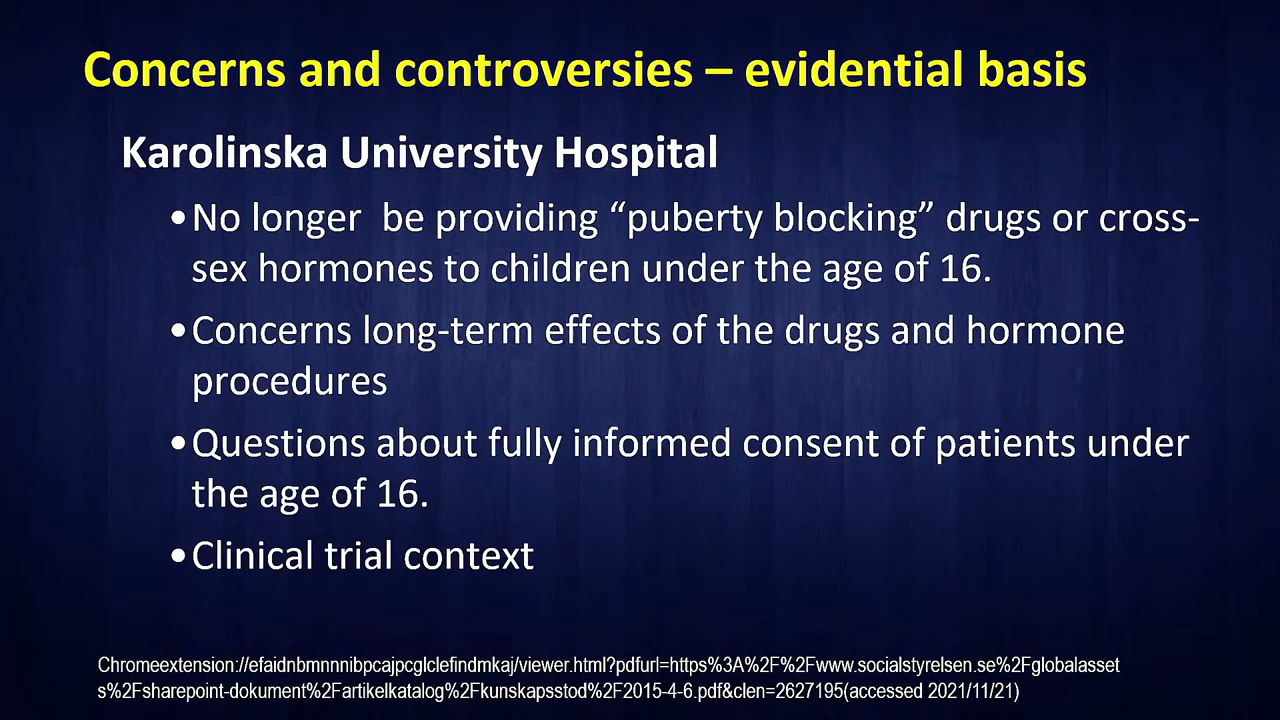 Concerns and controversies – evidential basis
Karolinska University Hospital
•No longer  be providing “puberty blocking” drugs or cross-
sex hormones to children under the age of 16.
•Concerns long-term effects of the drugs and hormone
procedures
•Questions about fully informed consent of patients under
the age of 16.
•Clinical trial context
Chromeextension://efaidnbmnnnibpcajpcglclefindmkaj/viewer.html?pdfurl=https%3A%2F%2Fwww.socialstyrelsen.se%2Fglobalasset
s%2Fsharepoint-dokument%2Fartikelkatalog%2Fkunskapsstod%2F2015-4-6.pdf&clen=2627195(accessed 2021/11/21)